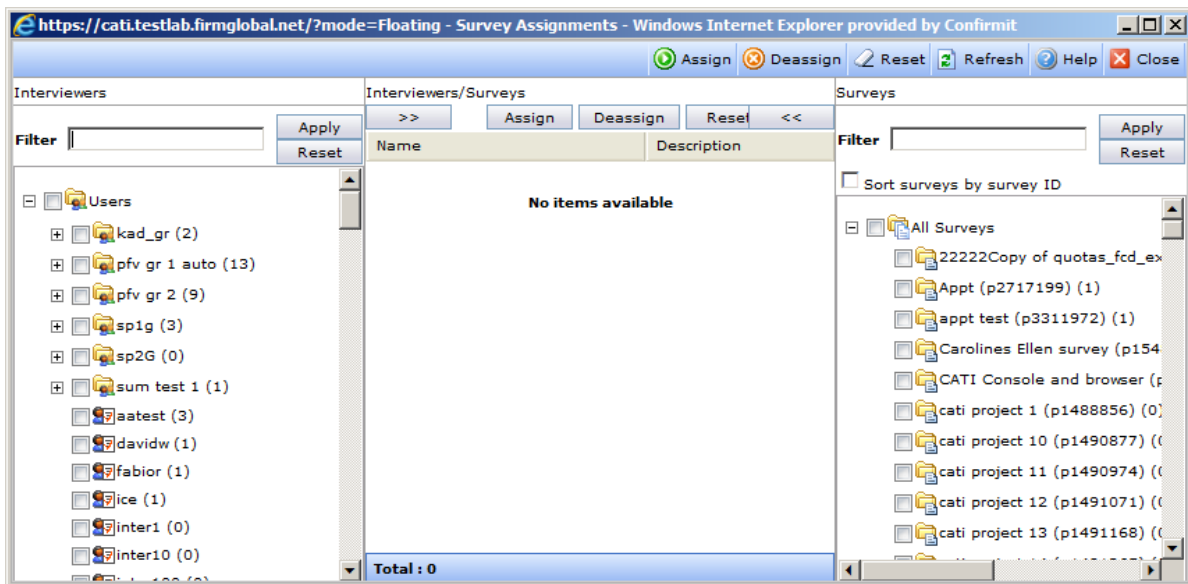 https://cati.testlab.firmglobal.net/?mode=Floating - Survey Assignments - Windows Internet Explorer provided by Confirmit
Assign Deassign Reset Refresh Help Close
Interviewers
Filter
Apply
Reset
Users
kad_gr (2)
pfv gr 1 auto (13)
pfv gr 2 (9)
sp1g (3)
sp2G (0)
sum test 1 (1)
aatest (3)
davidw (1)
fabior (1)
ice (1)
inter1 (0)
inter10 (0)
Interviewers/Surveys
>> Assign Deassign Reset <<
Name Description
No items available
Total : 0
Surveys
Filter
Apply
Reset
Sort surveys by survey ID
All Surveys
22222Copy of quotas_fcd_ex
Appt (p2717199) (1)
appt test (p3311972) (1)
Carolines Ellen survey (p154
CATI Console and browser (p
cati project 1 (p1488856) (0)
cati project 10 (p1490877) (0
cati project 11 (p1490974) (0
cati project 12 (p1491071) (0
cati project 13 (p1491168) (0